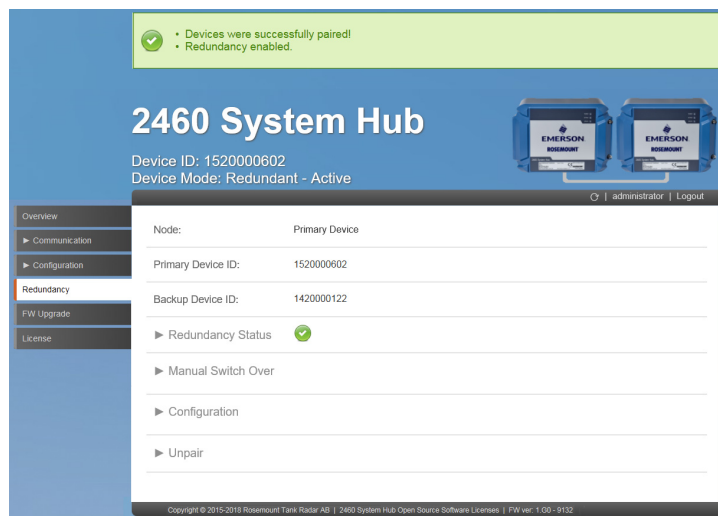 • Devices were successfully paired!
• Redundancy enabled.
2460 System Hub
Device ID: 1520000602
Device Mode: Redundant - Active
EMERSON
ROSEMOUNT
EMERSON
ROSEMOUNT
| administrator | Logout
Overview
► Communication
► Configuration
Redundancy
FW Upgrade
License
Node: Primary Device
Primary Device ID: 1520000602
Backup Device ID: 1420000122
► Redundancy Status
► Manual Switch Over
► Configuration
► Unpair
Copyright © 2015-2018 Rosemount Tank Radar AB | 2460 System Hub Open Source Software Licenses | FW ver: 1.G0 - 9132